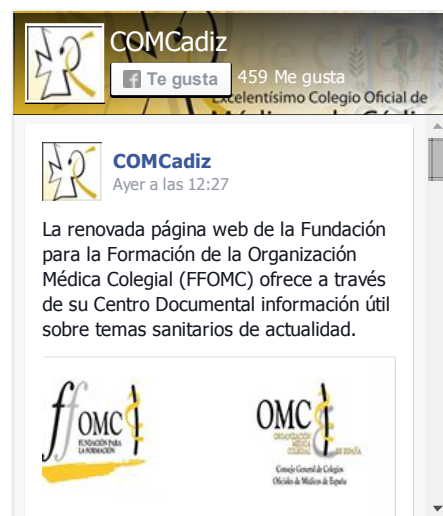 COMCadiz
Te gusta
459 Me gusta
Excelentísimo Colegio Oficial de
COMCadiz
Ayer a las 12:27
La renovada página web de la Fundación
para la Formación de la Organización
Médica Colegial (FFOMC) ofrece a través
de su Centro Documental información útil
sobre temas sanitarios de actualidad.
ffOMC
FUNDACIÓN PARA
LA FORMACIÓN
OMC
ORGANIZACIÓN
MÉDICA
COLEGIAL
DE ESPAÑA
Consejo General de Colegios
Oficiales de Médicos de España